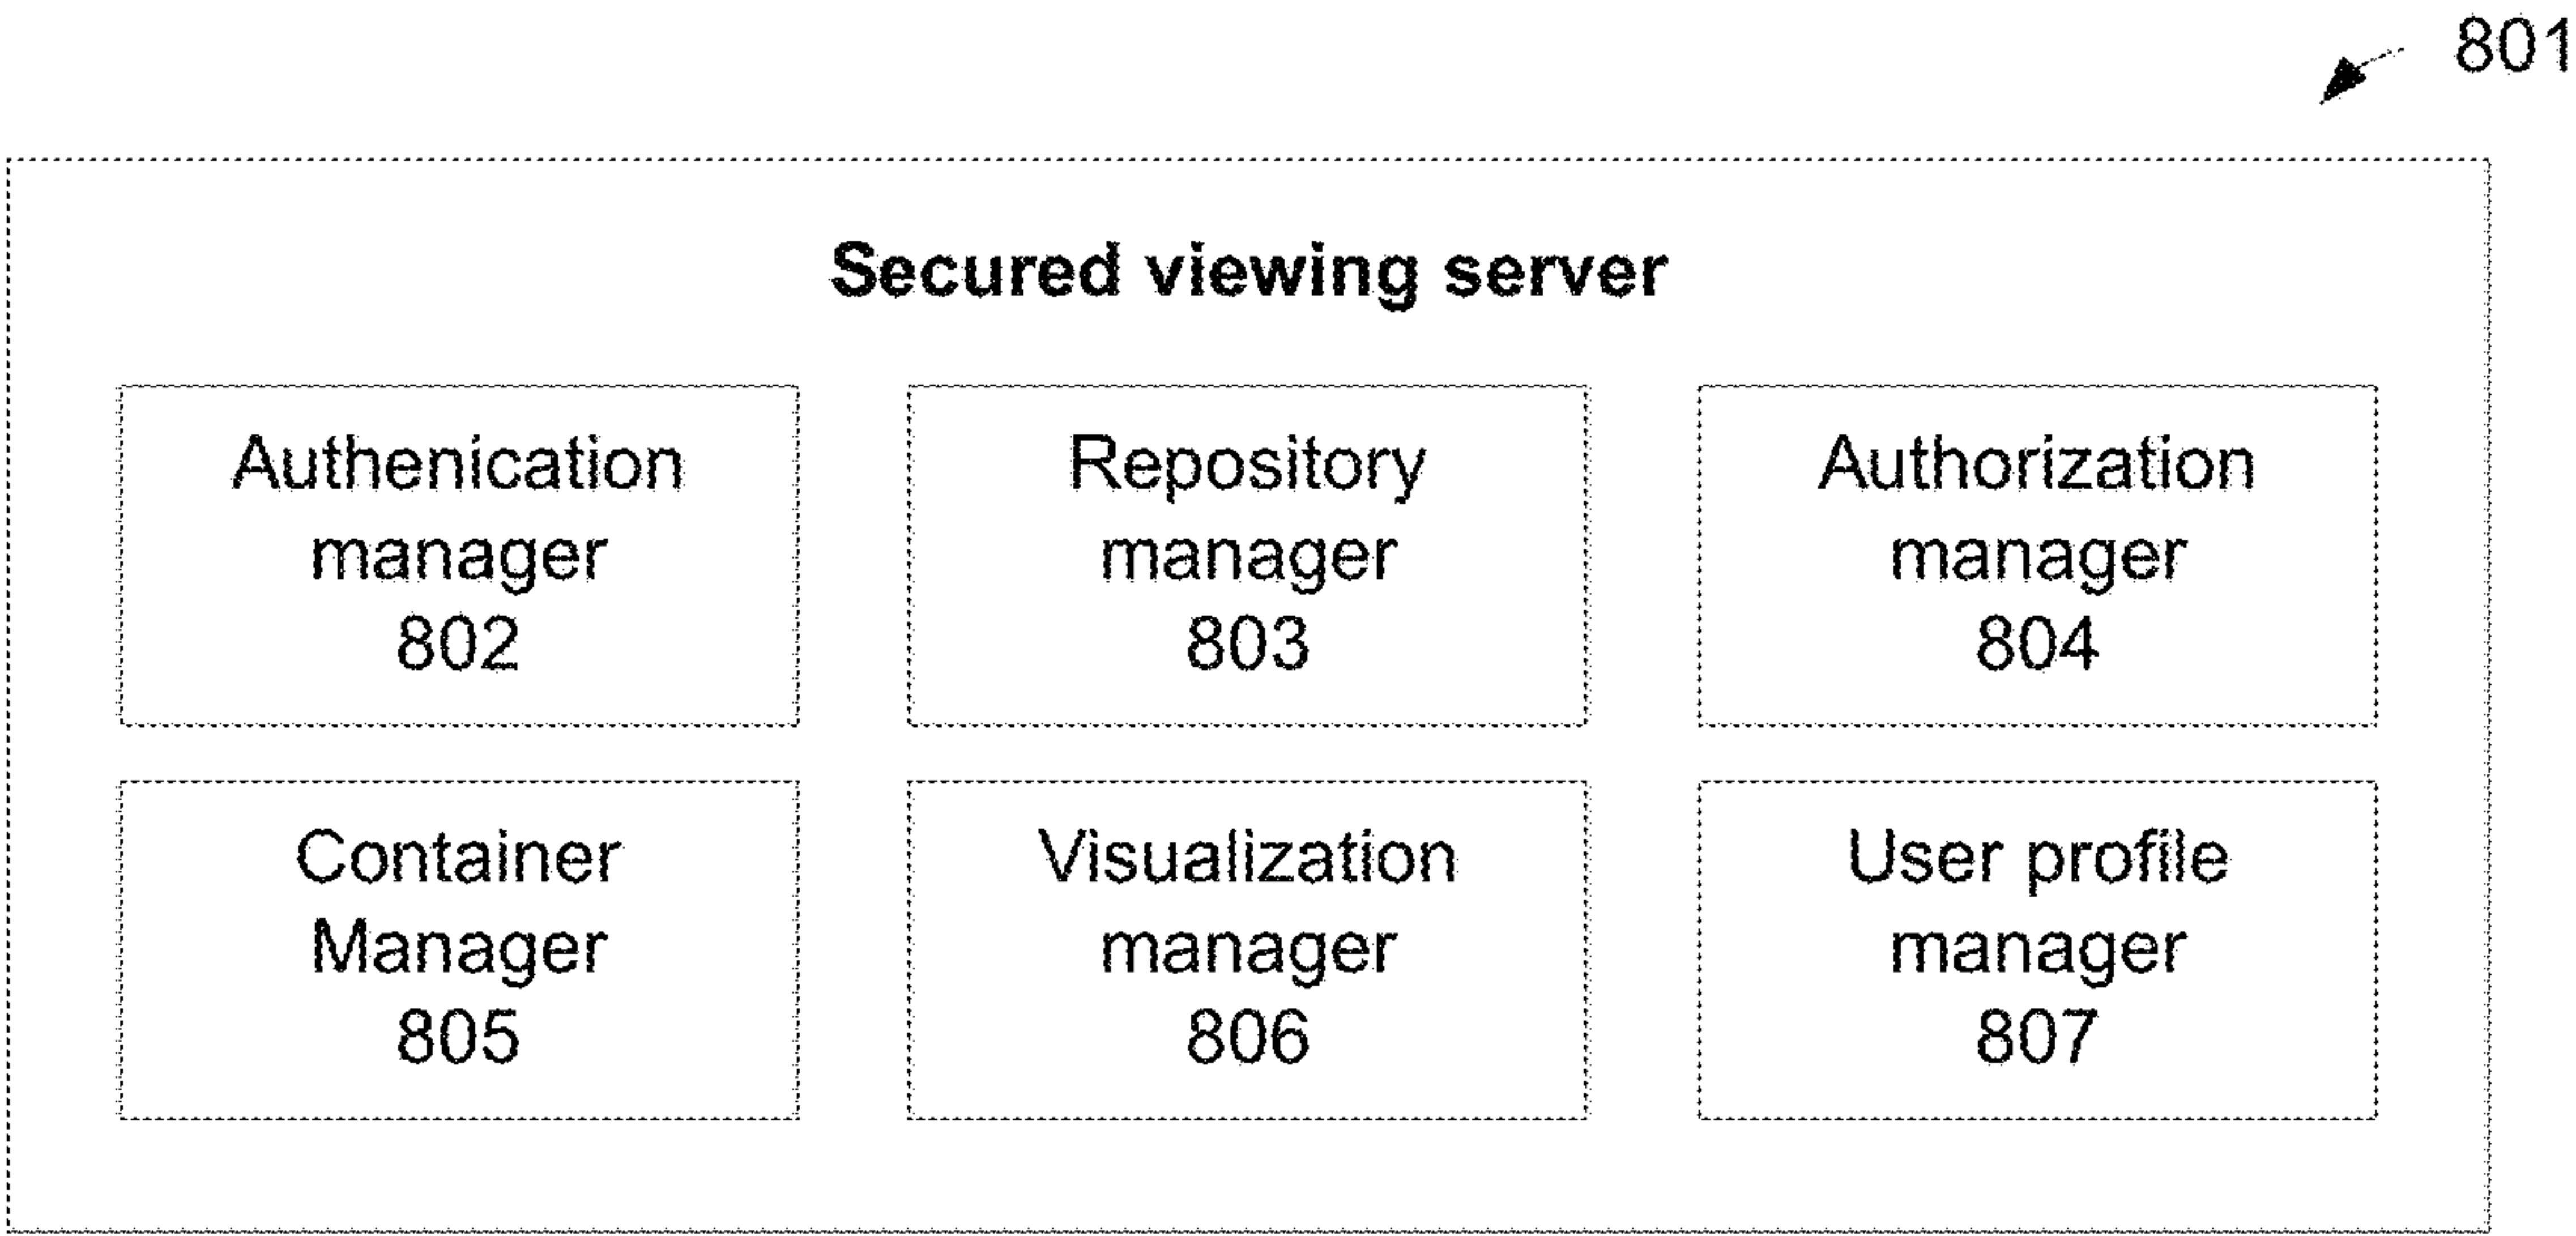 801
Secured viewing server
Authenication
manager
802
Repository
manager
803
Authorization
manager
804
Container
Manager
805
Visualization
manager
806
User profile
manager
807